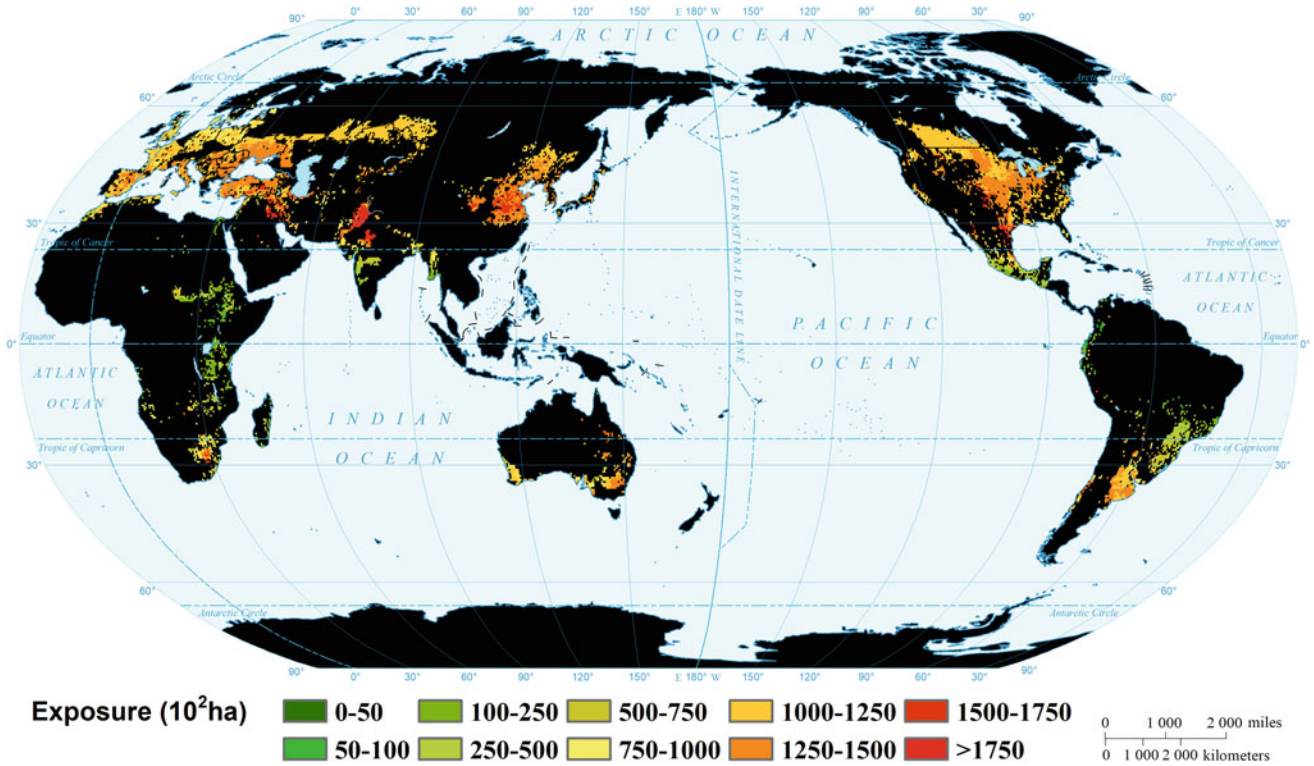 90° 60° 90° 120° 150° E 180° W 150° 120° 90° 60° 90°
ARCTIC OCEAN
Arctic Circle
Arctic Circle
60°
60°
INTERNATIONAL DATE LINE
30°
30°
Tropic of Cancer
Tropic of Cancer
ATLANTIC
OCEAN
PACIFIC
OCEAN
0°
Equator
Equator
0°
ATLANTIC
OCEAN
INDIAN
OCEAN
Tropic of Capricorn
Tropic of Capricorn
30°
30°
60°
60°
Antarctic Circle
Antarctic Circle
90° 0° 30° 60° 90° 120° 150° E 180° W 150° 120° 90° 60° 30° 90°
Exposure (10²ha)
0-50 100-250 500-750 1000-1250 1500-1750
50-100 250-500 750-1000 1250-1500 >1750
0 1 000 2 000 miles
0 1 000 2 000 kilometers